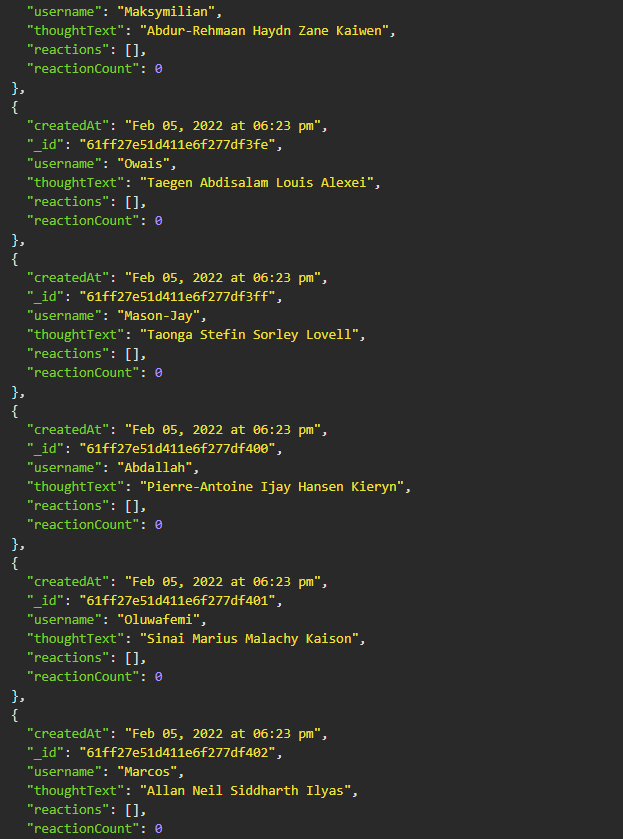 "username": "Maksymilian",
"thoughtText": "Abdur-Rehmaan Haydn Zane Kaiwen",
"reactions": [],
"reactionCount": 0
},
{
"createdAt": "Feb 05, 2022 at 06:23 pm",
"_id": "61ff27e51d411e6f277df3fe",
"username": "Owais",
"thoughtText": "Taegen Abdisalam Louis Alexei",
"reactions": [],
"reactionCount": 0
},
{
"createdAt": "Feb 05, 2022 at 06:23 pm",
"_id": "61ff27e51d411e6f277df3ff",
"username": "Mason-Jay",
"thoughtText": "Taonga Stefin Sorley Lovell",
"reactions": [],
"reactionCount": 0
},
{
"createdAt": "Feb 05, 2022 at 06:23 pm",
"_id": "61ff27e51d411e6f277df400",
"username": "Abdallah",
"thoughtText": "Pierre-Antoine Ijay Hansen Kieryn",
"reactions": [],
"reactionCount": 0
},
{
"createdAt": "Feb 05, 2022 at 06:23 pm",
"_id": "61ff27e51d411e6f277df401",
"username": "Oluwafemi",
"thoughtText": "Sinai Marius Malachy Kaison",
"reactions": [],
"reactionCount": 0
},
{
"createdAt": "Feb 05, 2022 at 06:23 pm",
"_id": "61ff27e51d411e6f277df402",
"username": "Marcos",
"thoughtText": "Allan Neil Siddharth Ilyas",
"reactions": [],
"reactionCount": 0